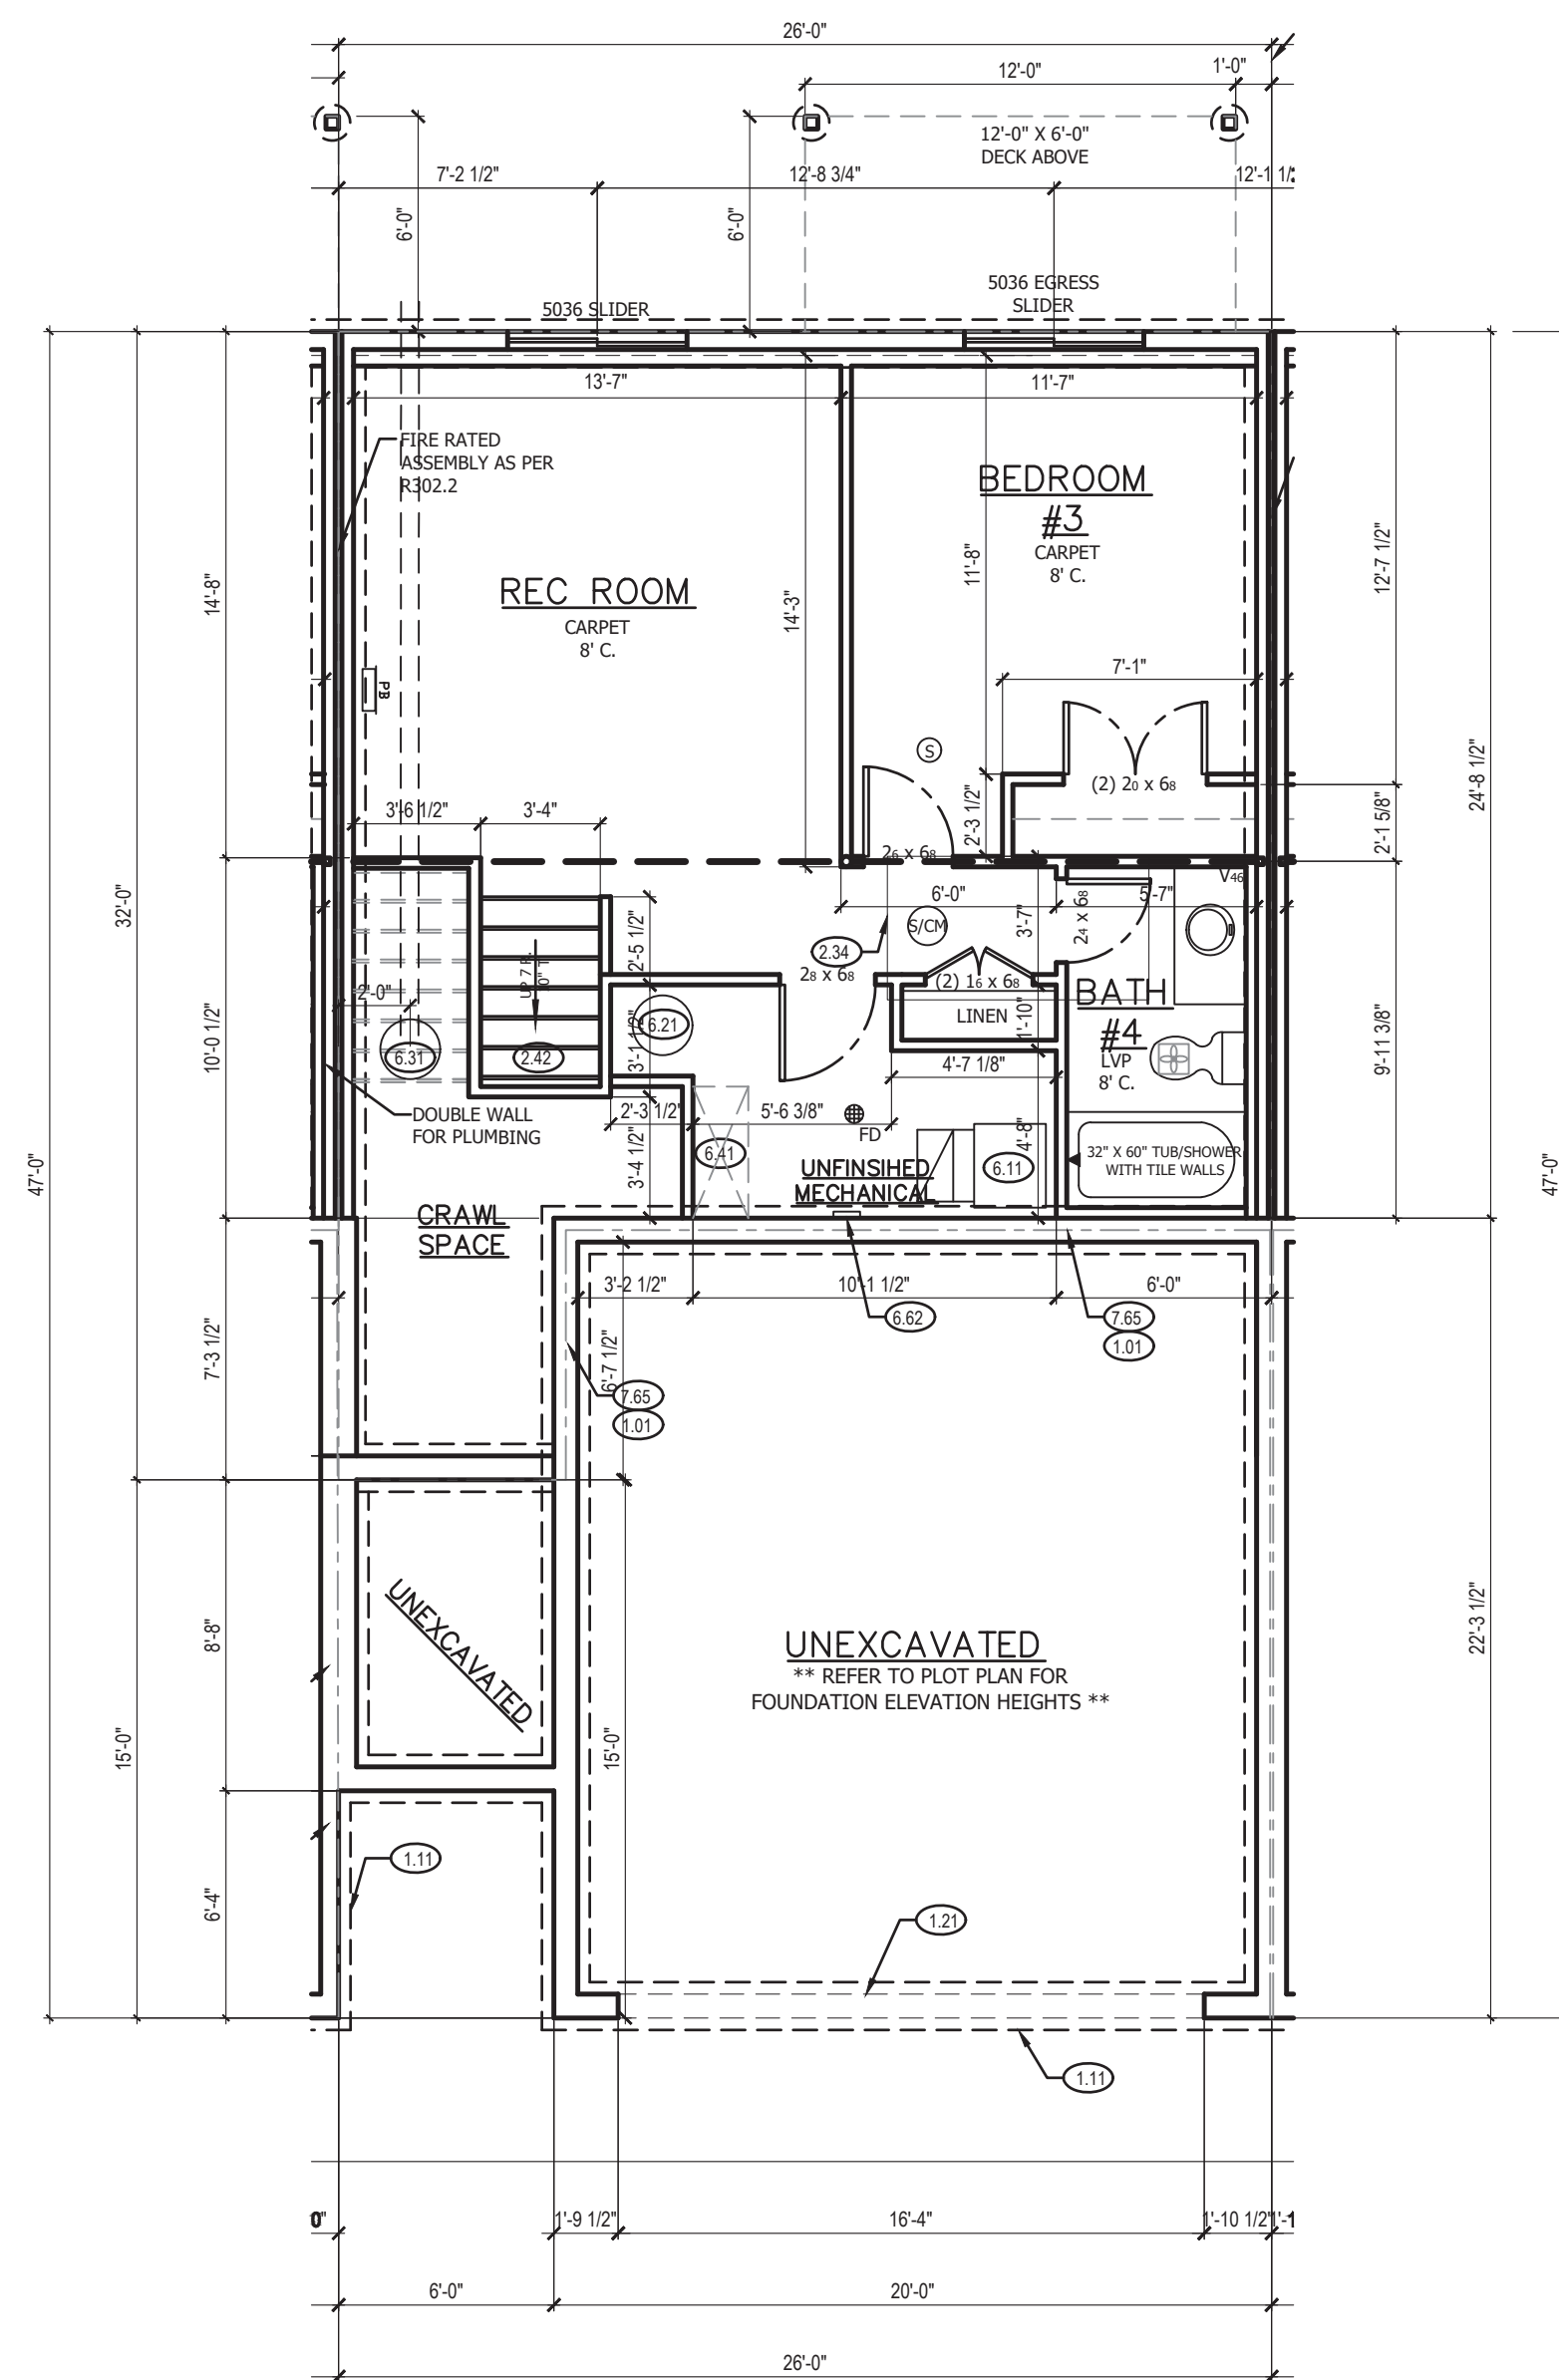 26'-0"
12'-0"
1'-0"
12'-0" X 6'-0"
DECK ABOVE
7'-2 1/2"
12'-8 3/4"
6'-0"
6'-0"
5036 SLIDER
5036 EGRESS
SLIDER
13'-7"
11'-7"
FIRE RATED
ASSEMBLY AS PER
R302.2
BEDROOM
#3
CARPET
8' C.
REC ROOM
CARPET
8' C.
14'-8"
14'-3"
11'-8"
12'-7 1/2"
PB
7'-1"
S
(2) 20 x 68
24'-8 1/2"
3'-6 1/2"
3'-4"
2'-3 1/2"
2'-1 5/8"
26 x 68
V46
32'-0"
6'-0"
5'-7"
S/CM
3'-7"
24 x 68
2.34
28 x 68
2'-5 1/2"
(2) 16 x 68
LINEN
1'-10"
BATH
#4
LVP
8' C.
2'-0"
6.31
2.42
6.21
3'-1 1/2"
10'-0 1/2"
9'-11 3/8"
4'-7 1/8"
DOUBLE WALL
FOR PLUMBING
2'-3 1/2"
5'-6 3/8"
FD
6.41
3'-4 1/2"
4'-8"
6.11
32" X 60" TUB/SHOWER
WITH TILE WALLS
UNFINSIHED
MECHANICAL
47'-0"
47'-0"
CRAWL
SPACE
3'-2 1/2"
10'-1 1/2"
6'-0"
6.62
7.65
1.01
7'-3 1/2"
6'-7 1/2"
7.65
1.01
UNEXCAVATED
8'-8"
UNEXCAVATED
** REFER TO PLOT PLAN FOR
FOUNDATION ELEVATION HEIGHTS **
22'-3 1/2"
15'-0"
15'-0"
1.11
6'-4"
1.21
1.11
1'-9 1/2"
16'-4"
1'-10 1/2"
6'-0"
20'-0"
26'-0"